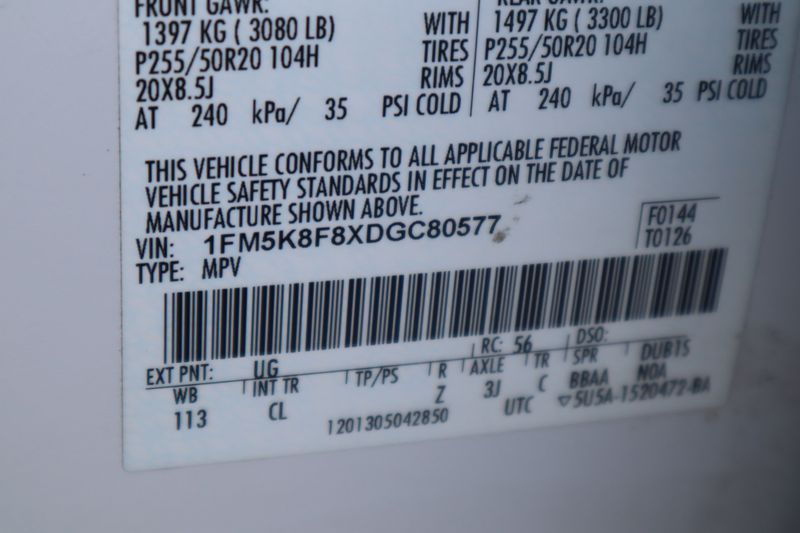 FRONT GAWR: REAR GAWR:
1397 KG ( 3080 LB) WITH 1497 KG ( 3300 LB) WITH
P255/50R20 104H TIRES P255/50R20 104H TIRES
20X8.5J RIMS 20X8.5J RIMS
AT 240 kPa/ 35 PSI COLD AT 240 kPa/ 35 PSI COLD
THIS VEHICLE CONFORMS TO ALL APPLICABLE FEDERAL MOTOR
VEHICLE SAFETY STANDARDS IN EFFECT ON THE DATE OF
MANUFACTURE SHOWN ABOVE.
VIN: 1FM5K8F8XDGC80577 F0144
TYPE: MPV T0126
EXT PNT: UG RC: 56 DSO:
WB INT TR TP/PS R AXLE TR SPR DUB1S
113 CL Z 3J C BBAA N0A
1201305042850 UTC ▽5U5A-1520472-BA